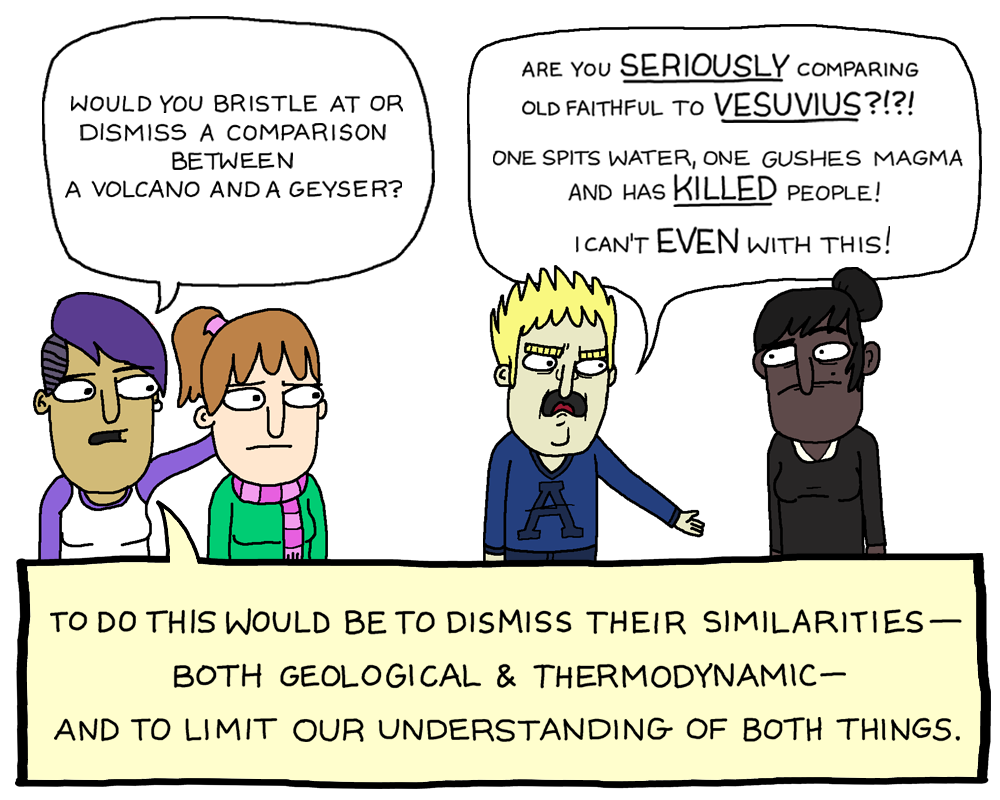 WOULD YOU BRISTLE AT OR
DISMISS A COMPARISON
BETWEEN
A VOLCANO AND A GEYSER?
ARE YOU SERIOUSLY COMPARING
OLD FAITHFUL TO VESUVIUS?!?!
ONE SPITS WATER, ONE GUSHES MAGMA
AND HAS KILLED PEOPLE!
I CAN'T EVEN WITH THIS!
A
TO DO THIS WOULD BE TO DISMISS THEIR SIMILARITIES—
BOTH GEOLOGICAL & THERMODYNAMIC—
AND TO LIMIT OUR UNDERSTANDING OF BOTH THINGS.